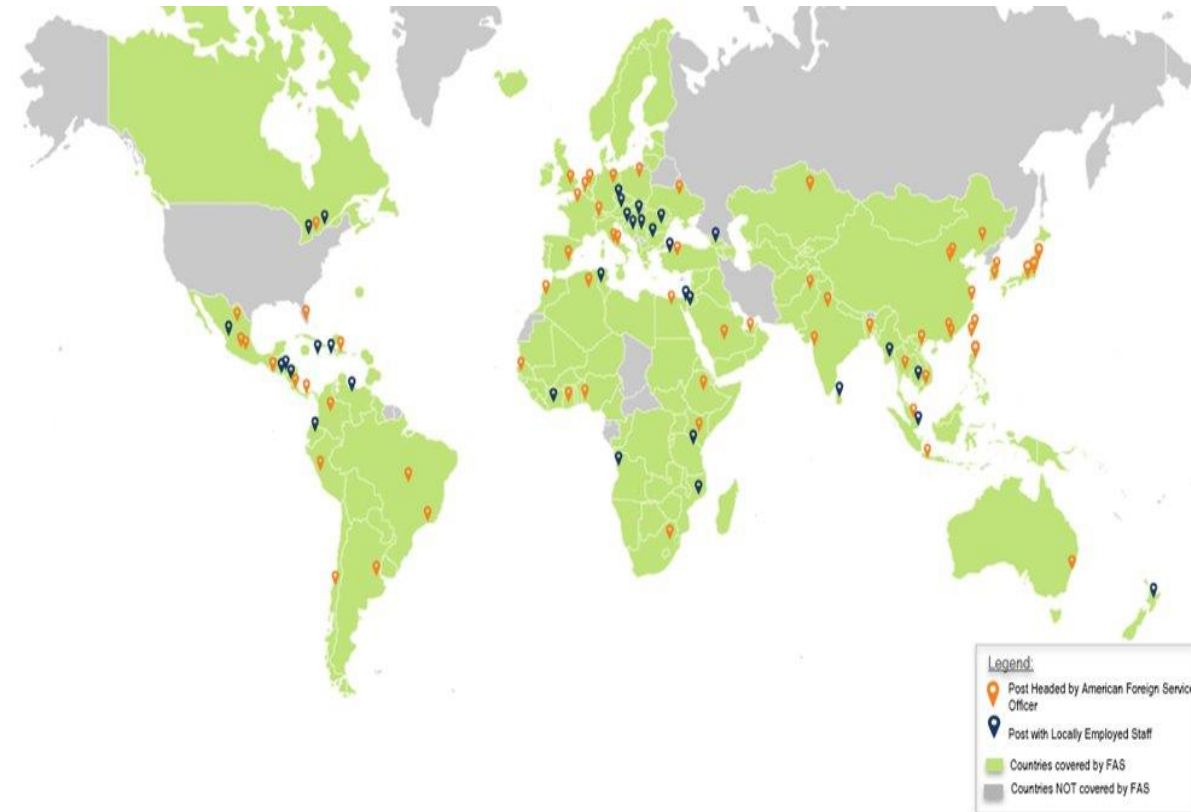 Legend:
Post Headed by American Foreign Service
Officer
Post with Locally Employed Staff
Countries covered by FAS
Countries NOT covered by FAS